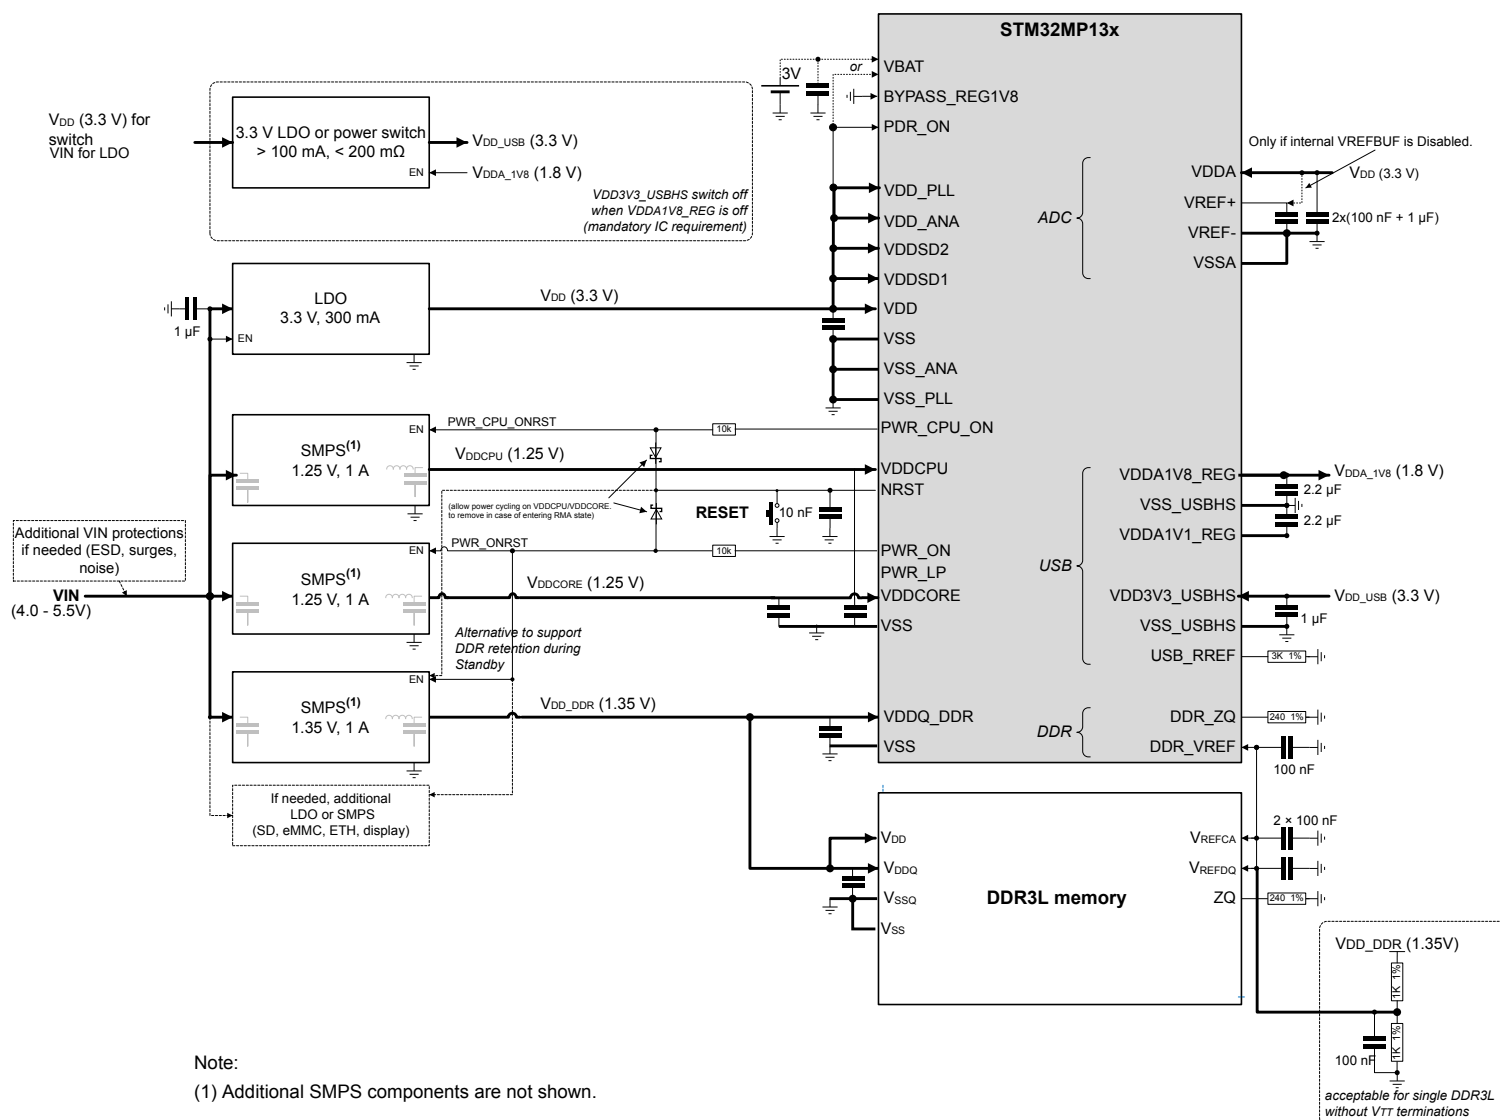 STM32MP13x
3V
or
VBAT
BYPASS_REG1V8
PDR_ON
VDD (3.3 V) for
switch
VIN for LDO
3.3 V LDO or power switch
> 100 mA, < 200 mΩ
EN
VDD_USB (3.3 V)
VDDA_1V8 (1.8 V)
VDD3V3_USBHS switch off
when VDDA1V8_REG is off
(mandatory IC requirement)
Only if internal VREFBUF is Disabled.
VDDA
VDD (3.3 V)
VREF+
2x(100 nF + 1 µF)
VREF-
VSSA
ADC
VDD_PLL
VDD_ANA
VDDSD2
VDDSD1
VDD
VSS
VSS_ANA
VSS_PLL
1 µF
LDO
3.3 V, 300 mA
EN
VDD (3.3 V)
EN
PWR_CPU_ONRST
10k
PWR_CPU_ON
SMPS(1)
1.25 V, 1 A
VDDCPU (1.25 V)
VDDCPU
NRST
(allow power cycling on VDDCPU/VDDCORE.
to remove in case of entering RMA state)
RESET
10 nF
VDDA1V8_REG
VDDA_1V8 (1.8 V)
2.2 µF
VSS_USBHS
2.2 µF
VDDA1V1_REG
Additional VIN protections
if needed (ESD, surges,
noise)
VIN
(4.0 - 5.5V)
EN
PWR_ONRST
10k
PWR_ON
PWR_LP
SMPS(1)
1.25 V, 1 A
VDDCORE (1.25 V)
VDDCORE
VSS
USB
VDD3V3_USBHS
VDD_USB (3.3 V)
1 µF
VSS_USBHS
USB_RREF
3K 1%
Alternative to support
DDR retention during
Standby
EN
SMPS(1)
1.35 V, 1 A
VDD_DDR (1.35 V)
VDDQ_DDR
VSS
DDR
DDR_ZQ
240 1%
DDR_VREF
100 nF
If needed, additional
LDO or SMPS
(SD, eMMC, ETH, display)
VDD
VDDQ
VSSQ
VSS
DDR3L memory
2 × 100 nF
VREFCA
VREFDQ
ZQ
240 1%
VDD_DDR (1.35V)
1K 1%
1K 1%
100 nF
acceptable for single DDR3L
without VTT terminations
Note:
(1) Additional SMPS components are not shown.